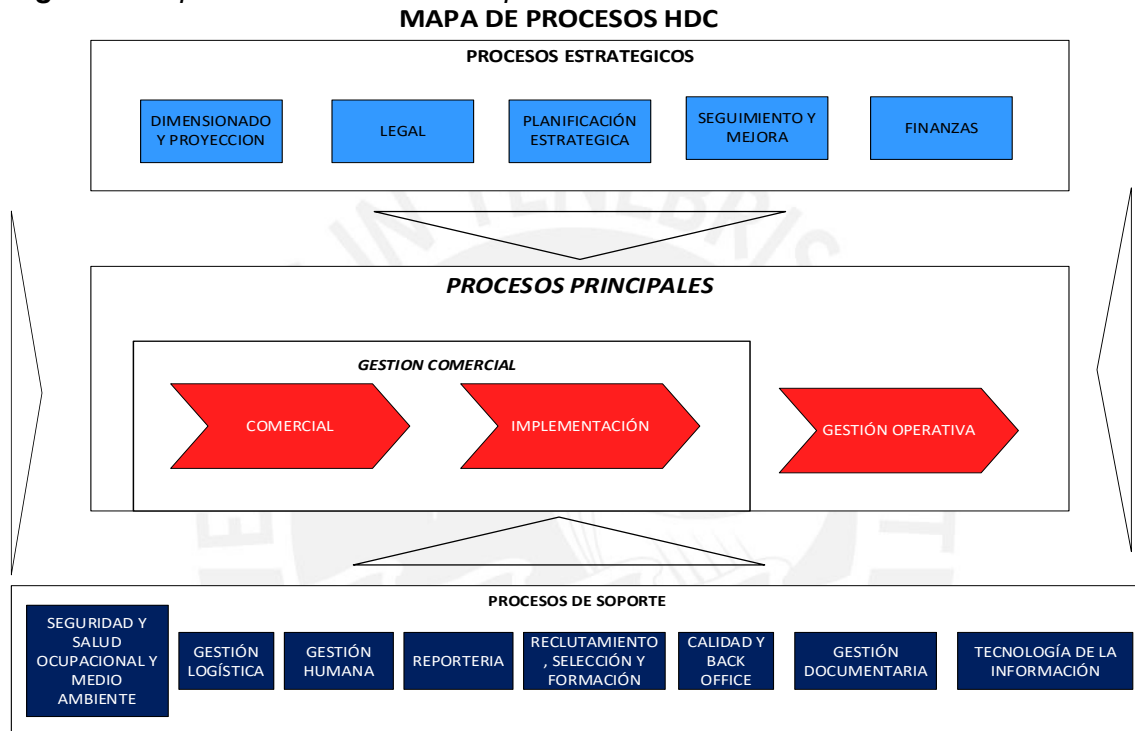 MAPA DE PROCESOS HDC
PROCESOS ESTRATEGICOS
DIMENSIONADO
Y PROYECCION
LEGAL
PLANIFICACIÓN
ESTRATEGICA
SEGUIMIENTO Y
MEJORA
FINANZAS
IN TENEBRIS
PROCESOS PRINCIPALES
GESTION COMERCIAL
COMERCIAL
IMPLEMENTACIÓN
GESTIÓN OPERATIVA
PROCESOS DE SOPORTE
SEGURIDAD Y
SALUD
OCUPACIONAL Y
MEDIO
AMBIENTE
GESTIÓN
LOGÍSTICA
GESTIÓN
HUMANA
REPORTERIA
RECLUTAMIENTO
, SELECCIÓN Y
FORMACIÓN
CALIDAD Y
BACK
OFFICE
GESTIÓN
DOCUMENTARIA
TECNOLOGÍA DE LA
INFORMACIÓN